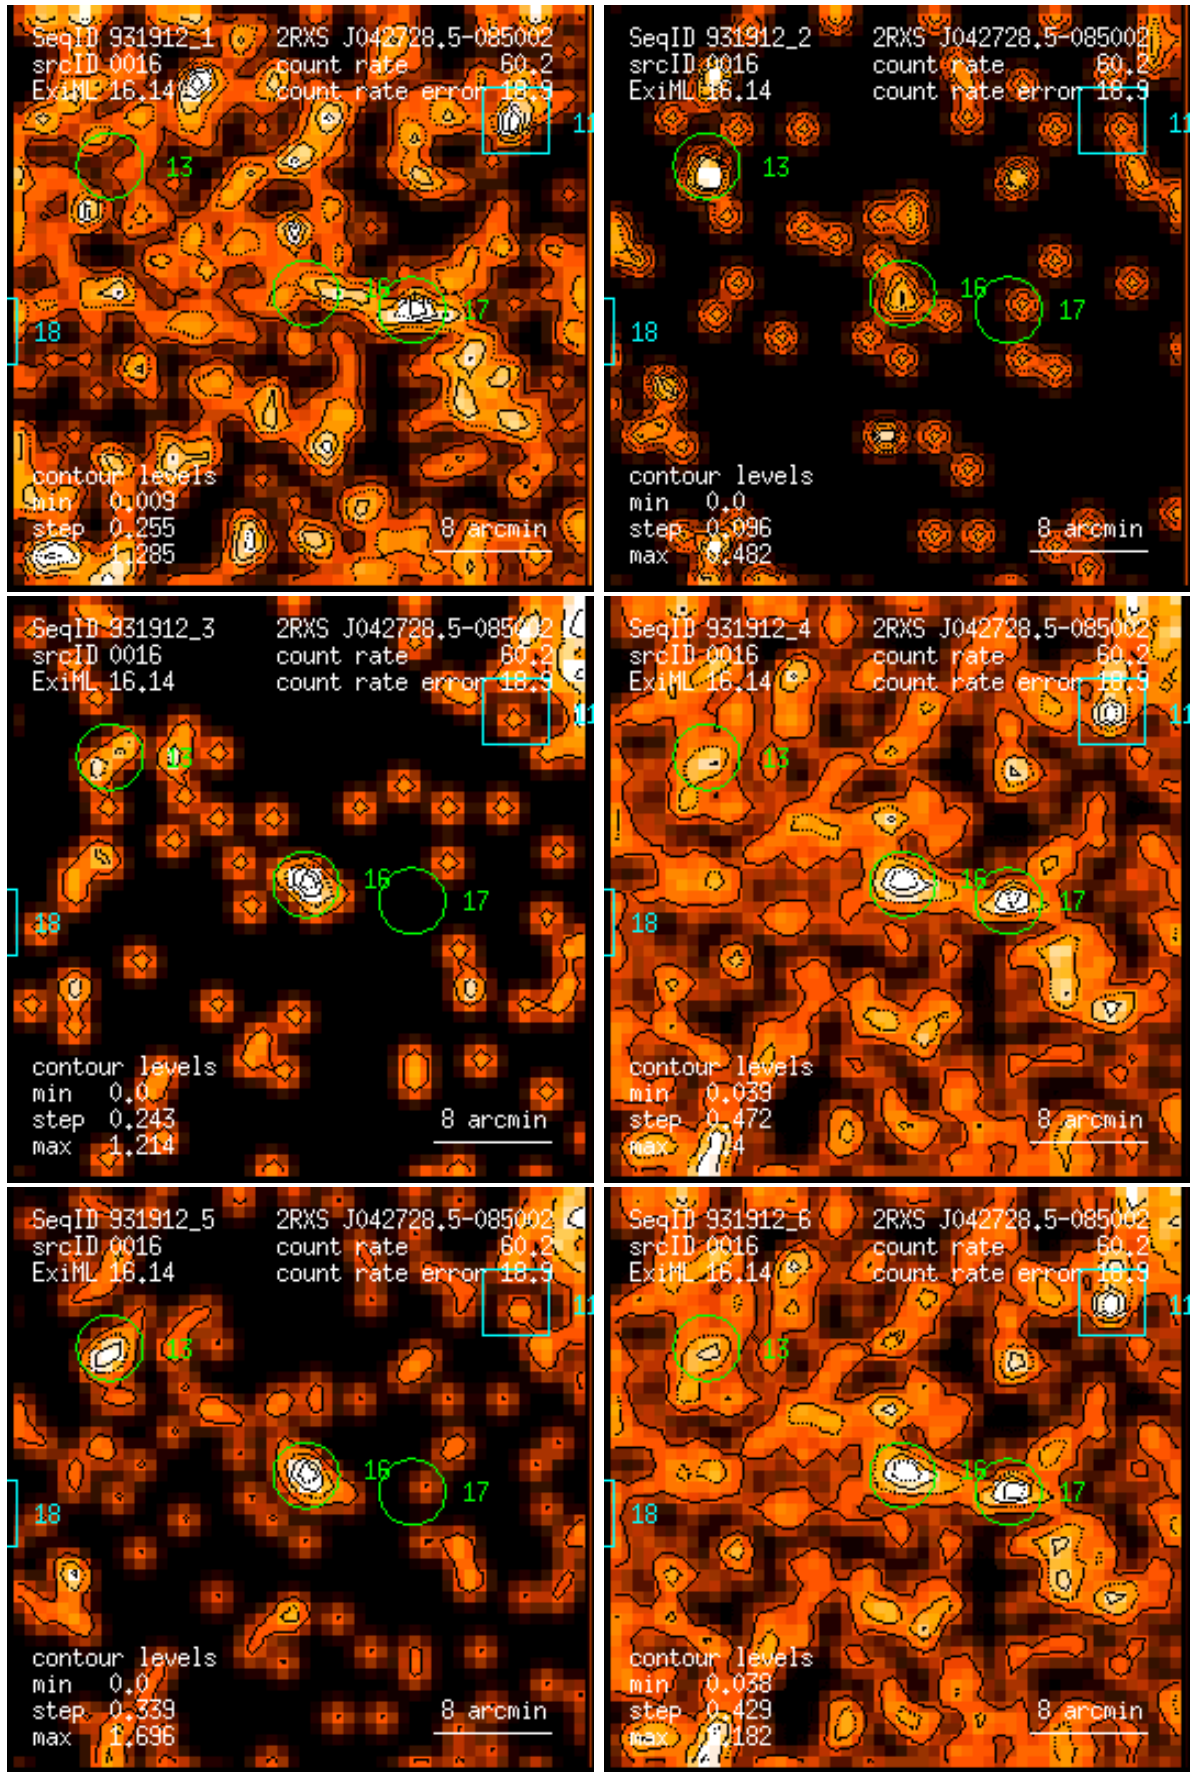 SeqID 931912_1 2RXS J042728.5-085002
srcID 0016 count rate 60.2
ExiML 16.14 count rate error 18.9
11
13
16
17
18
contour levels
min 0.009
step 0.255
1.285
8 arcmin
SeqID 931912_2 2RXS J042728.5-085002
srcID 0016 count rate 60.2
ExiML 16.14 count rate error 18.9
11
13
16
17
18
contour levels
min 0.0
step 0.096
max 0.482
8 arcmin
SeqID 931912_3 2RXS J042728.5-085002
srcID 0016 count rate 60.2
ExiML 16.14 count rate error 18.9
11
13
16
17
18
contour levels
min 0.0
step 0.243
max 1.214
8 arcmin
SeqID 931912_4 2RXS J042728.5-085002
srcID 0016 count rate 60.2
ExiML 16.14 count rate error 18.9
11
13
16
17
18
contour levels
min 0.039
step 0.472
8 arcmin
SeqID 931912_5 2RXS J042728.5-085002
srcID 0016 count rate 60.2
ExiML 16.14 count rate error 18.9
11
13
16
17
18
contour levels
min 0.0
step 0.339
max 1.696
8 arcmin
SeqID 931912_6 2RXS J042728.5-085002
srcID 0016 count rate 60.2
ExiML 16.14 count rate error 18.9
11
13
16
17
18
contour levels
min 0.038
step 0.429
8 arcmin